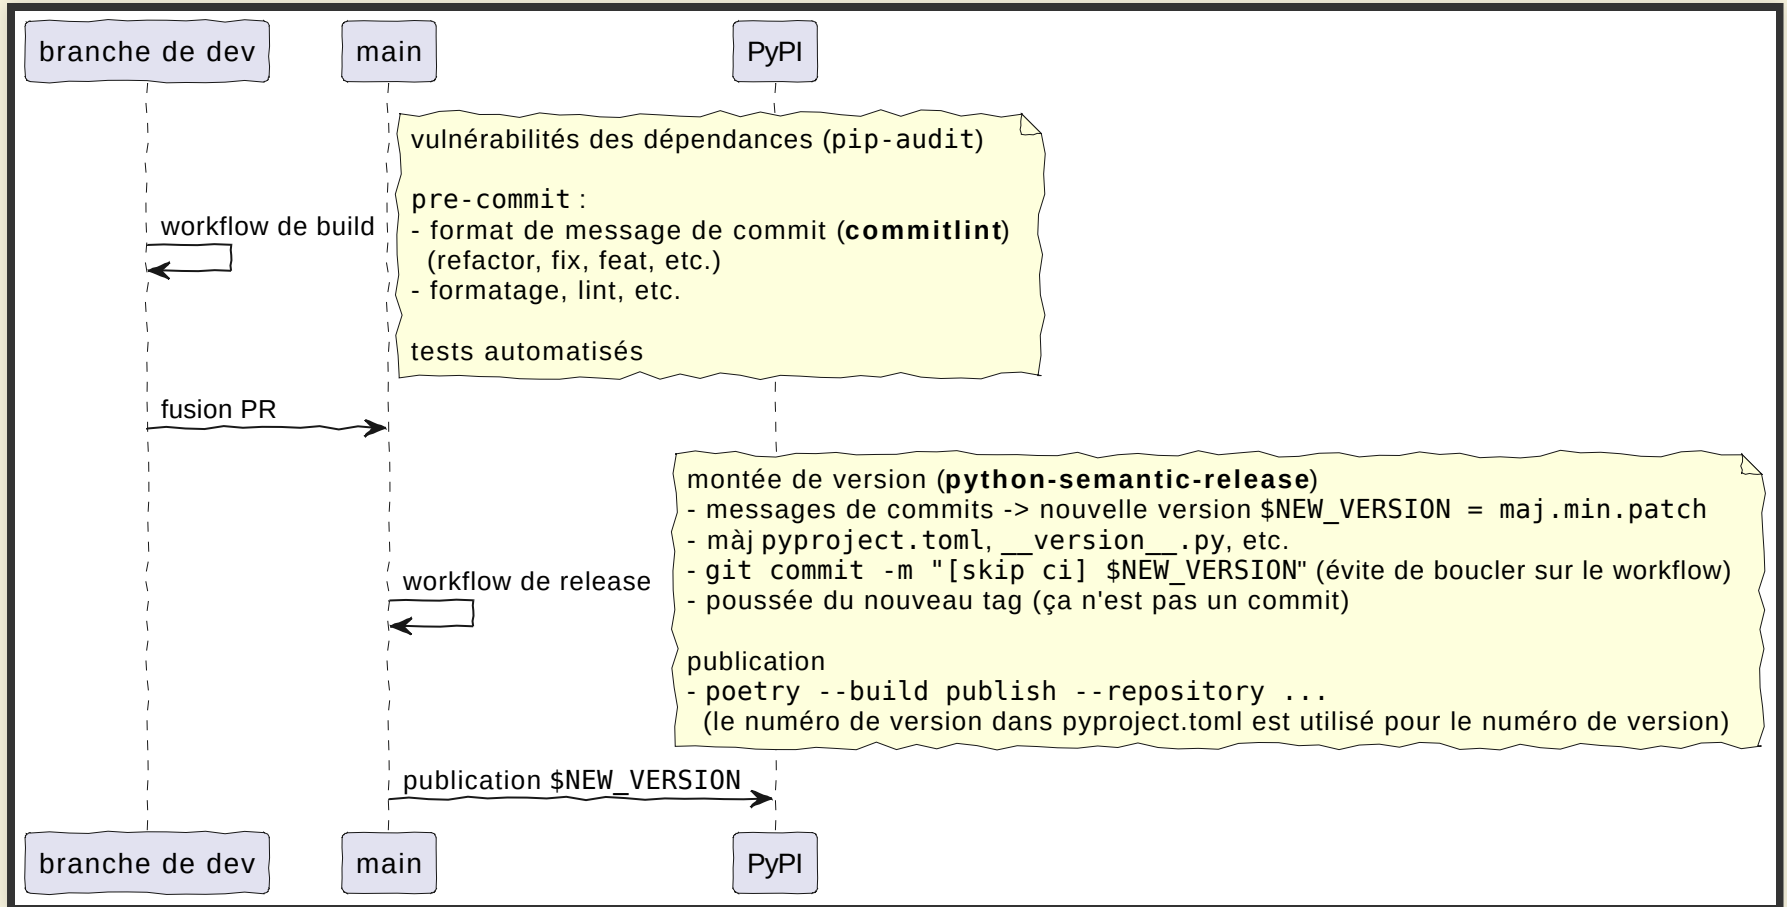 branche de dev
main
PyPI
vulnérabilités des dépendances (pip-audit)
pre-commit :
workflow de build
- format de message de commit (commitlint)
(refactor, fix, feat, etc.)
- formatage, lint, etc.
tests automatisés
fusion PR
montée de version (python-semantic-release)
- messages de commits -> nouvelle version $NEW_VERSION = maj.min.patch
- màj pyproject.toml, __version__.py, etc.
- git commit -m "[skip ci] $NEW_VERSION" (évite de boucler sur le workflow)
workflow de release
- poussée du nouveau tag (ça n'est pas un commit)
publication
- poetry --build publish --repository ...
(le numéro de version dans pyproject.toml est utilisé pour le numéro de version)
publication $NEW_VERSION
branche de dev
main
PyPI